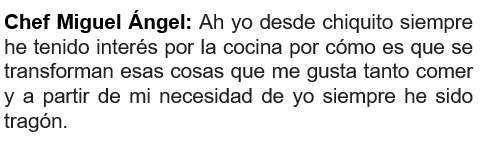 Chef Miguel Ángel: Ah yo desde chiquito siempre
he tenido interés por la cocina por cómo es que se
transforman esas cosas que me gusta tanto comer
y a partir de mi necesidad de yo siempre he sido
tragón.